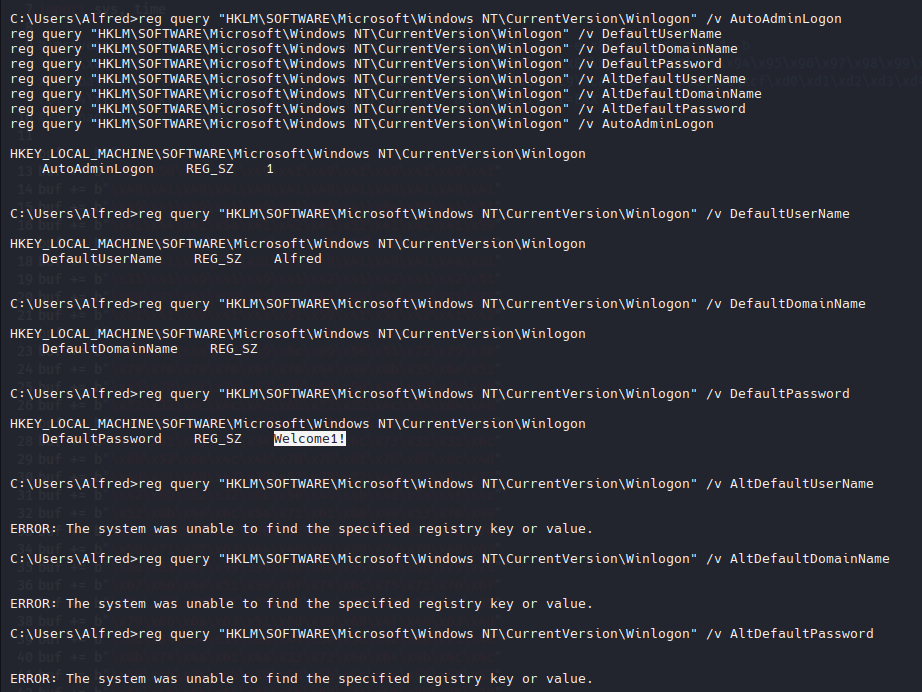 C:\Users\Alfred>reg query "HKLM\SOFTWARE\Microsoft\Windows NT\CurrentVersion\Winlogon" /v AutoAdminLogon
reg query "HKLM\SOFTWARE\Microsoft\Windows NT\CurrentVersion\Winlogon" /v DefaultUserName
reg query "HKLM\SOFTWARE\Microsoft\Windows NT\CurrentVersion\Winlogon" /v DefaultDomainName
reg query "HKLM\SOFTWARE\Microsoft\Windows NT\CurrentVersion\Winlogon" /v DefaultPassword
reg query "HKLM\SOFTWARE\Microsoft\Windows NT\CurrentVersion\Winlogon" /v AltDefaultUserName
reg query "HKLM\SOFTWARE\Microsoft\Windows NT\CurrentVersion\Winlogon" /v AltDefaultDomainName
reg query "HKLM\SOFTWARE\Microsoft\Windows NT\CurrentVersion\Winlogon" /v AltDefaultPassword
reg query "HKLM\SOFTWARE\Microsoft\Windows NT\CurrentVersion\Winlogon" /v AutoAdminLogon
HKEY_LOCAL_MACHINE\SOFTWARE\Microsoft\Windows NT\CurrentVersion\Winlogon
AutoAdminLogon REG_SZ 1
C:\Users\Alfred>reg query "HKLM\SOFTWARE\Microsoft\Windows NT\CurrentVersion\Winlogon" /v DefaultUserName
HKEY_LOCAL_MACHINE\SOFTWARE\Microsoft\Windows NT\CurrentVersion\Winlogon
DefaultUserName REG_SZ Alfred
C:\Users\Alfred>reg query "HKLM\SOFTWARE\Microsoft\Windows NT\CurrentVersion\Winlogon" /v DefaultDomainName
HKEY_LOCAL_MACHINE\SOFTWARE\Microsoft\Windows NT\CurrentVersion\Winlogon
DefaultDomainName REG_SZ
C:\Users\Alfred>reg query "HKLM\SOFTWARE\Microsoft\Windows NT\CurrentVersion\Winlogon" /v DefaultPassword
HKEY_LOCAL_MACHINE\SOFTWARE\Microsoft\Windows NT\CurrentVersion\Winlogon
DefaultPassword REG_SZ Welcome1!
C:\Users\Alfred>reg query "HKLM\SOFTWARE\Microsoft\Windows NT\CurrentVersion\Winlogon" /v AltDefaultUserName
ERROR: The system was unable to find the specified registry key or value.
C:\Users\Alfred>reg query "HKLM\SOFTWARE\Microsoft\Windows NT\CurrentVersion\Winlogon" /v AltDefaultDomainName
ERROR: The system was unable to find the specified registry key or value.
C:\Users\Alfred>reg query "HKLM\SOFTWARE\Microsoft\Windows NT\CurrentVersion\Winlogon" /v AltDefaultPassword
ERROR: The system was unable to find the specified registry key or value.